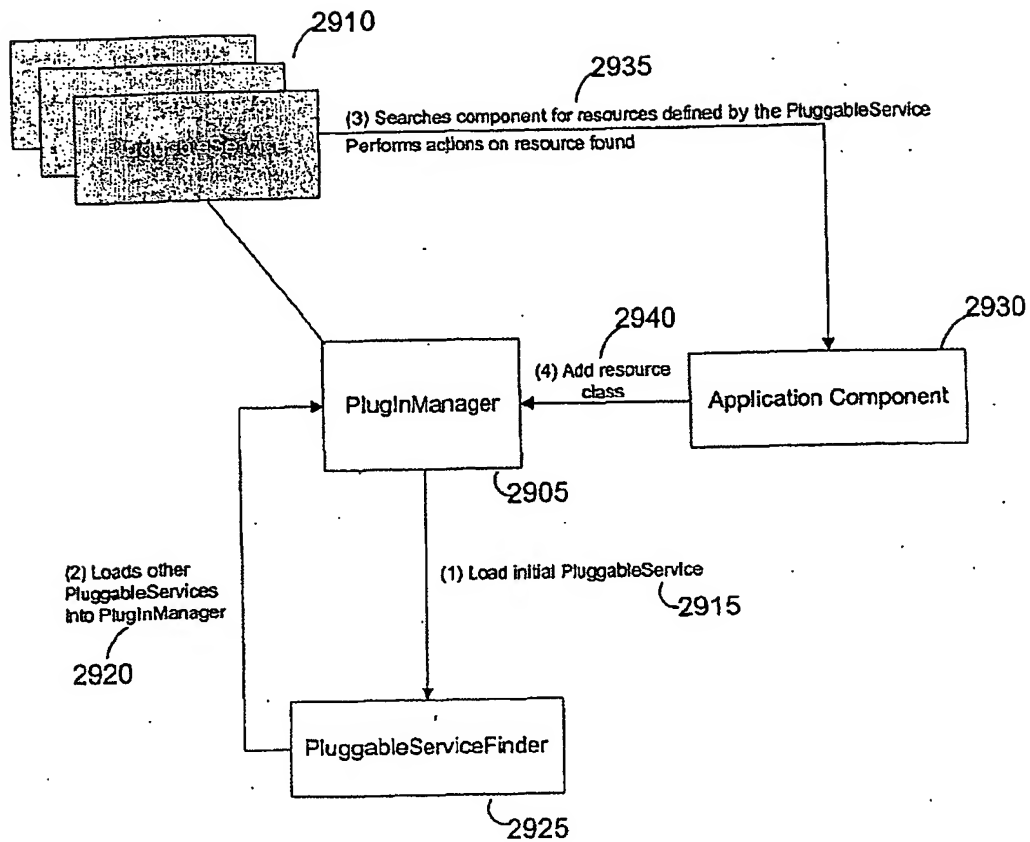 2910
2935
(3) Searches component for resources defined by the PluggableService
Performs actions on resource found
PluggableService
2940
2930
(4) Add resource
class
PlugInManager
Application Component
2905
(2) Loads other
PluggableServices
into PlugInManager
(1) Load initial PluggableService
2915
2920
PluggableServiceFinder
2925